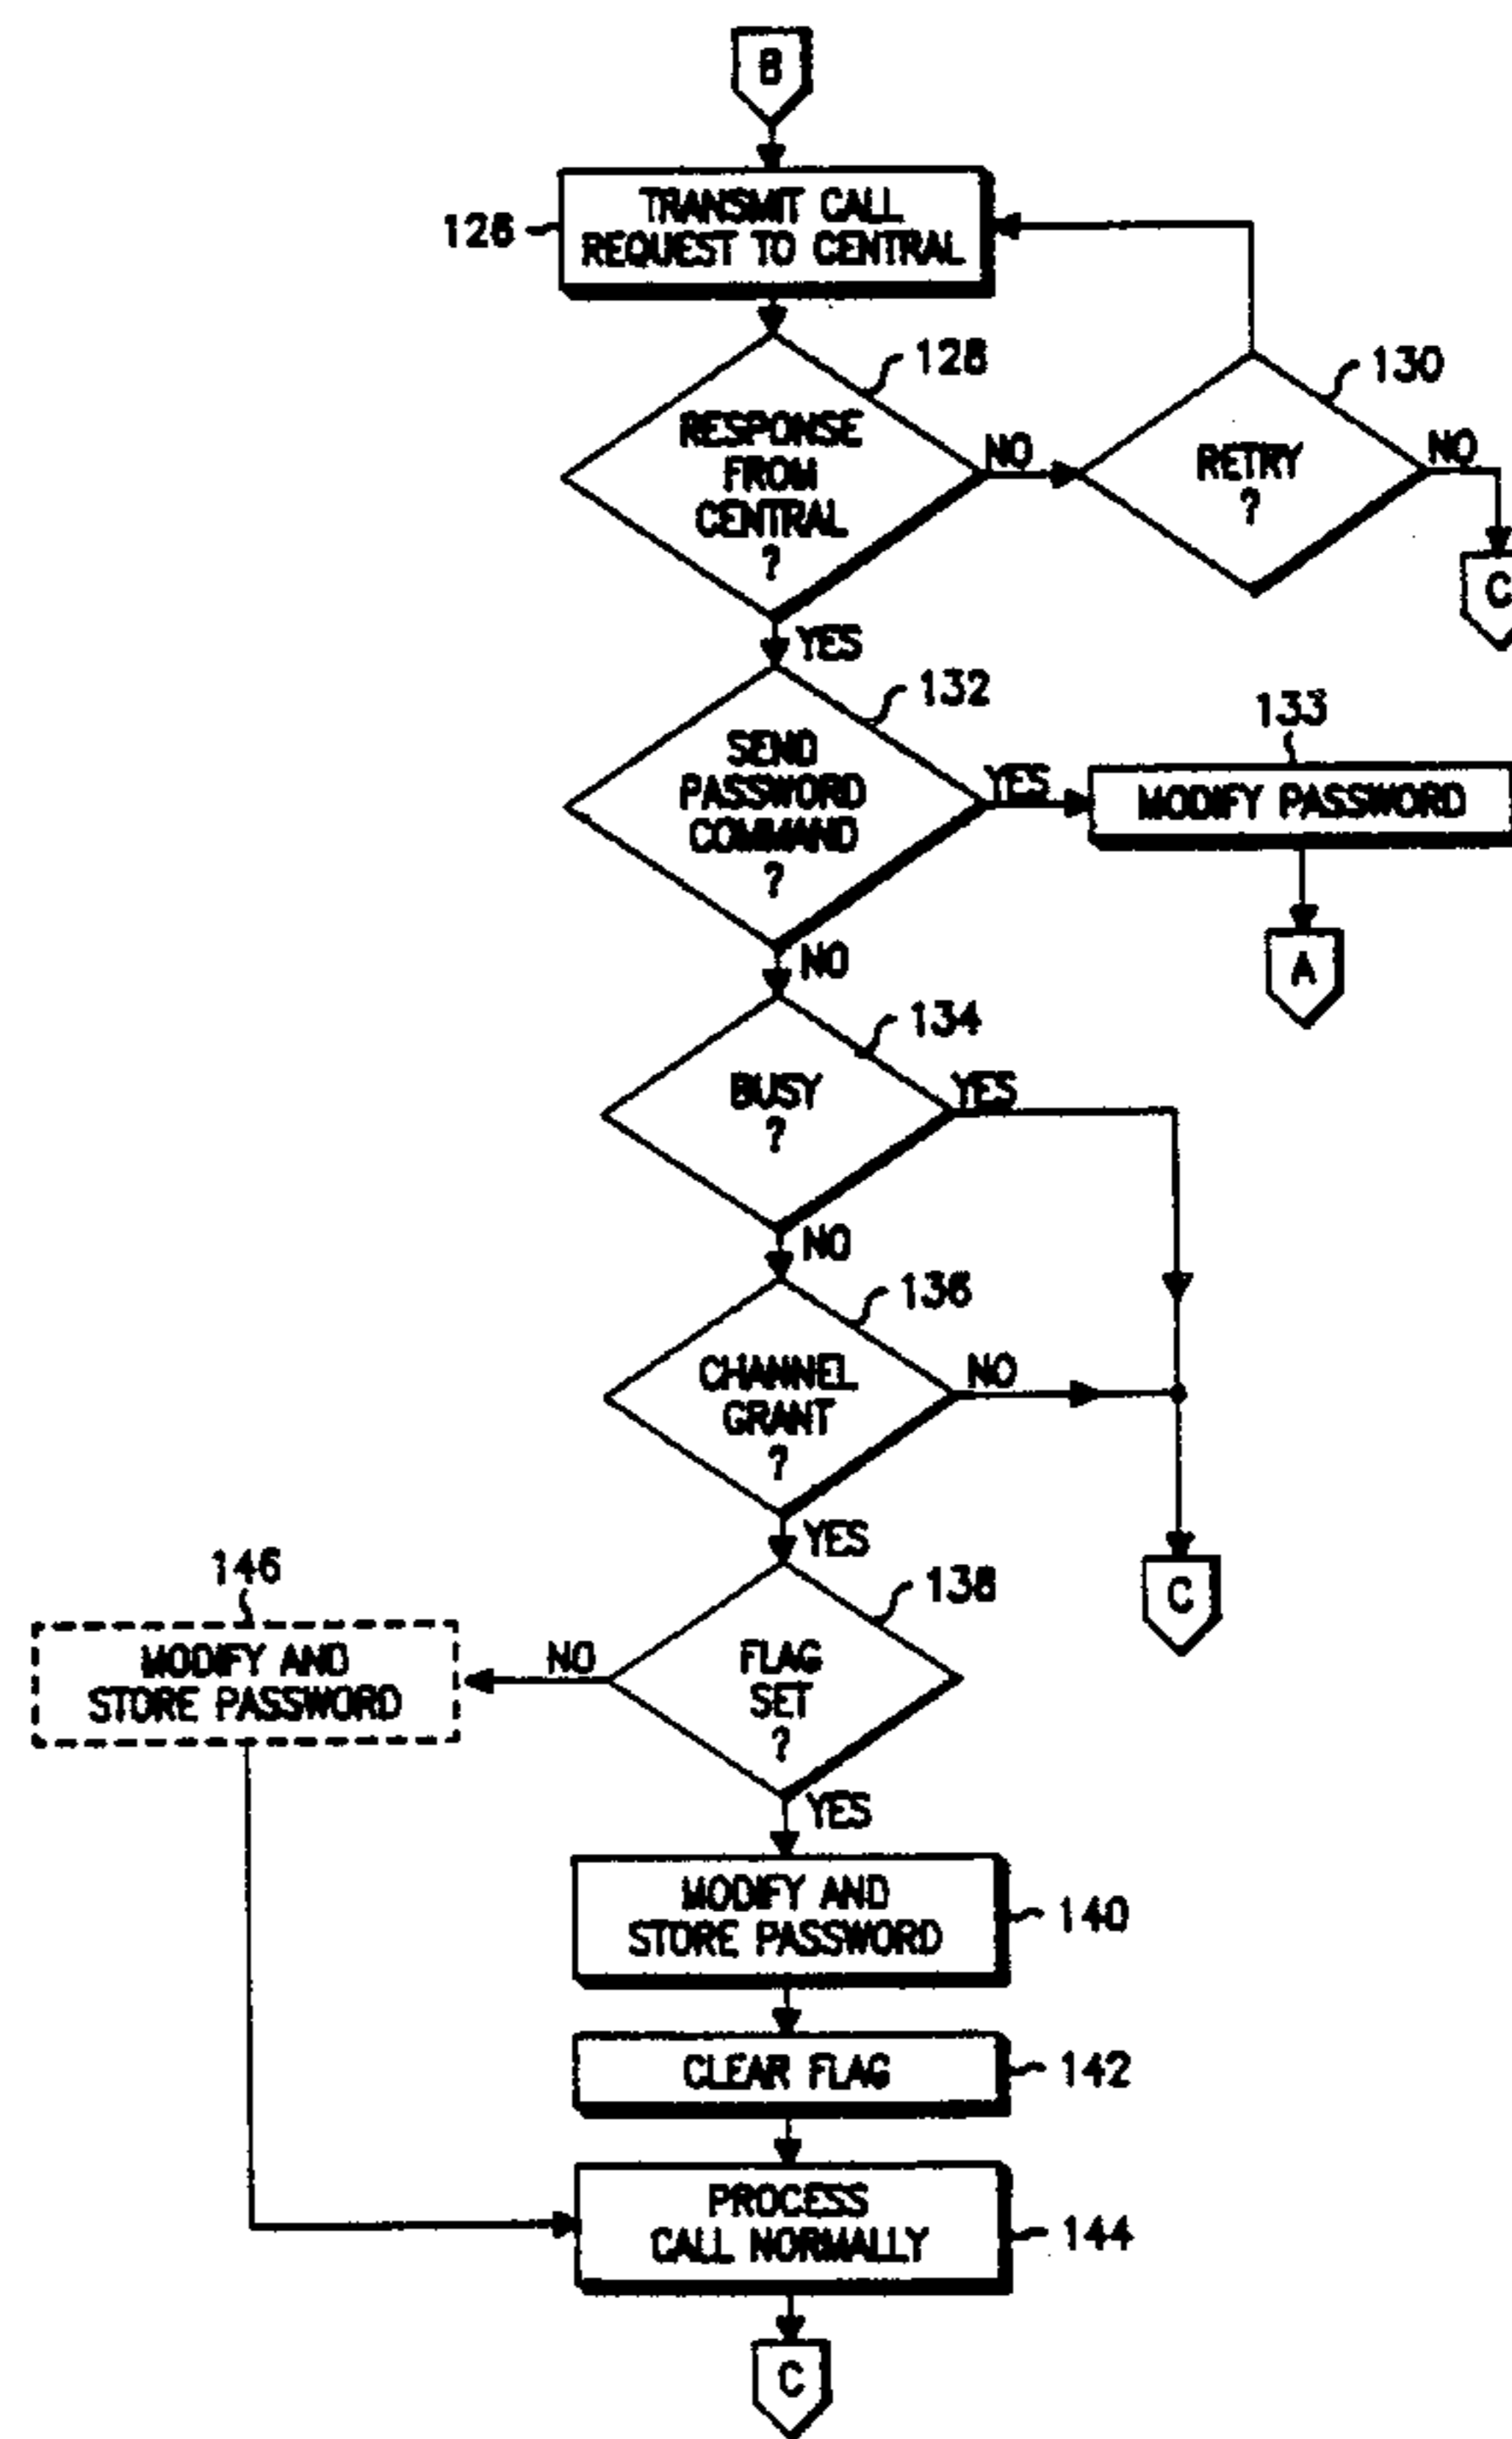 B
TRANSMIT CALL
REQUEST TO CENTRAL
126
128
RESPONSE
FROM
CENTRAL
?
NO
130
RETRY
?
NO
C
YES
132
SEND
PASSWORD
COMMAND
?
YES
133
MODIFY PASSWORD
A
NO
134
BUSY
?
YES
NO
136
CHANNEL
GRANT
?
NO
C
YES
138
FLAG
SET
?
NO
146
MODIFY AND
STORE PASSWORD
YES
MODIFY AND
STORE PASSWORD
140
CLEAR FLAG
142
PROCESS
CALL NORMALLY
144
C